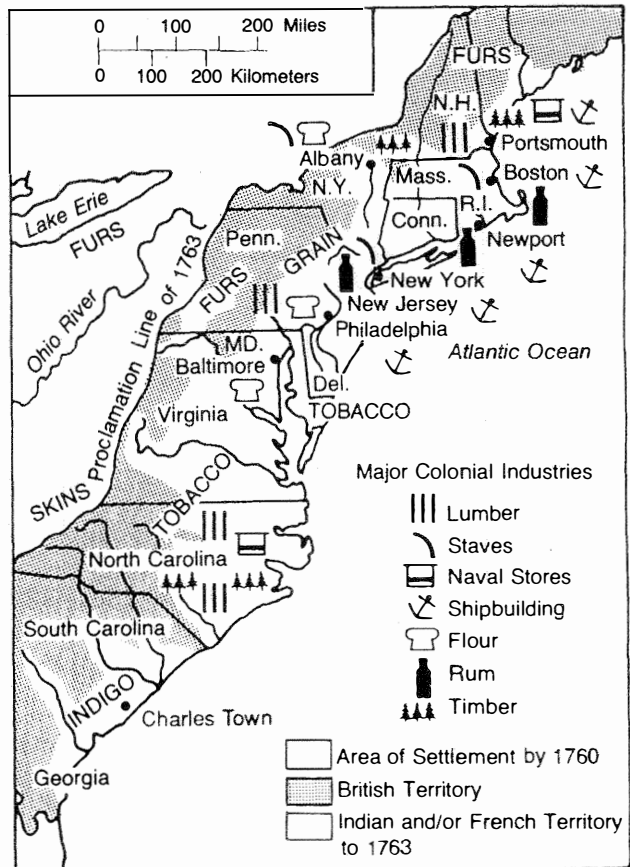 0 100 200 Miles
0 100 200 Kilometers
FURS
N.H.
Portsmouth
Albany
N.Y.
Mass.
Boston
Conn.
R.I.
Newport
Lake Erie
FURS
Penn.
GRAIN
FURS
New York
New Jersey
Philadelphia
Ohio River
Proclamation Line of 1763
MD.
Baltimore
Del.
Atlantic Ocean
Virginia
TOBACCO
SKINS
TOBACCO
North Carolina
South Carolina
INDIGO
Charles Town
Georgia
Major Colonial Industries
Lumber
Staves
Naval Stores
Shipbuilding
Flour
Rum
Timber
Area of Settlement by 1760
British Territory
Indian and/or French Territory
to 1763